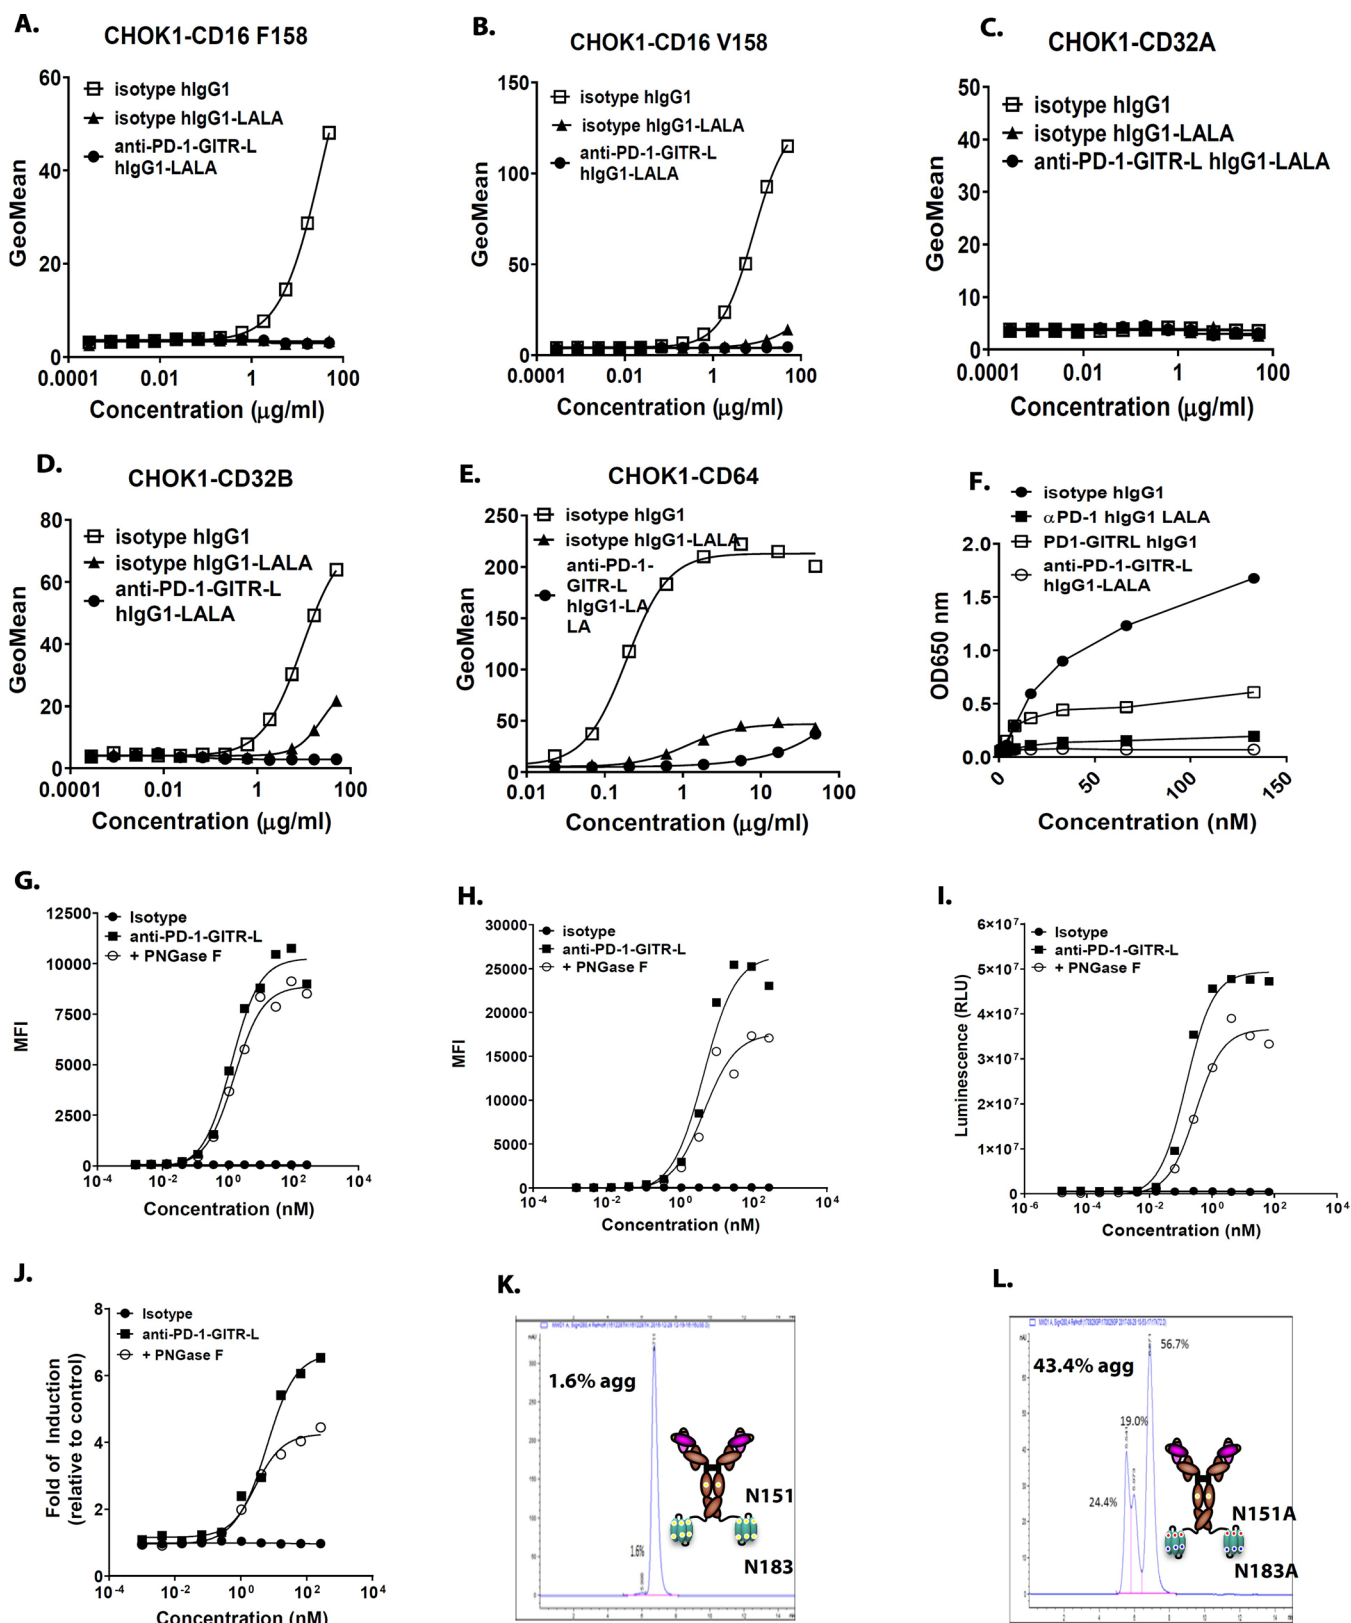 A.
CHOK1-CD16 F158
60
40
20
0
GeoMean
isotype hIgG1
isotype hIgG1-LALA
anti-PD-1-GITR-L
hIgG1-LALA
0.0001
0.01
1
100
Concentration (μg/ml)
B.
CHOK1-CD16 V158
150
100
50
0
GeoMean
isotype hIgG1
isotype hIgG1-LALA
anti-PD-1-GITR-L
hIgG1-LALA
0.0001
0.01
1
100
Concentration (μg/ml)
C.
CHOK1-CD32A
50
40
30
20
10
0
GeoMean
isotype hIgG1
isotype hIgG1-LALA
anti-PD-1-GITR-L hIgG1-LALA
0.0001
0.01
1
100
Concentration (μg/ml)
D.
CHOK1-CD32B
80
60
40
20
0
GeoMean
isotype hIgG1
isotype hIgG1-LALA
anti-PD-1-GITR-L
hIgG1-LALA
0.0001
0.01
1
100
Concentration (μg/ml)
E.
CHOK1-CD64
250
200
150
100
50
0
GeoMean
isotype hIgG1
isotype hIgG1-LALA
anti-PD-1-
GITR-L
hIgG1-LA
LA
0.01
0.1
1
10
100
Concentration (μg/ml)
F.
isotype hIgG1
αPD-1 hIgG1 LALA
PD1-GITRL hIgG1
anti-PD-1-GITR-L
hIgG1-LALA
2.0
1.5
1.0
0.5
0.0
OD650 nm
0
50
100
150
Concentration (nM)
G.
12500
10000
7500
5000
2500
0
MFI
Isotype
anti-PD-1-GITR-L
+ PNGase F
10⁻⁴
10⁻²
10⁰
10²
10⁴
Concentration (nM)
H.
30000
25000
20000
15000
10000
5000
0
MFI
isotype
anti-PD-1-GITR-L
+ PNGase F
10⁻⁴
10⁻²
10⁰
10²
10⁴
Concentration (nM)
I.
6×10⁷
5×10⁷
4×10⁷
3×10⁷
2×10⁷
1×10⁷
0
Luminescence (RLU)
Isotype
anti-PD-1-GITR-L
+ PNGase F
10⁻⁶
10⁻⁴
10⁻²
10⁰
10²
10⁴
Concentration (nM)
J.
8
6
4
2
0
Fold of Induction
(relative to control)
Isotype
anti-PD-1-GITR-L
+ PNGase F
10⁻⁴
10⁻²
10⁰
10²
10⁴
Concentration (nM)
K.
1.6% agg
1.6%
N151
N183
L.
43.4% agg
56.7%
19.0%
24.4%
N151A
N183A